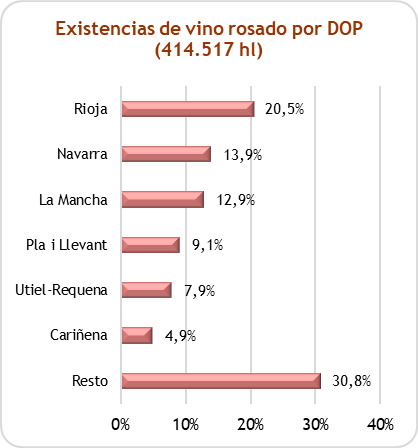 Existencias de vino rosado por DOP
(414.517 hl)
Rioja 20,5%
Navarra 13,9%
La Mancha 12,9%
Pla i Llevant 9,1%
Utiel-Requena 7,9%
Cariñena 4,9%
Resto 30,8%
0% 10% 20% 30% 40%